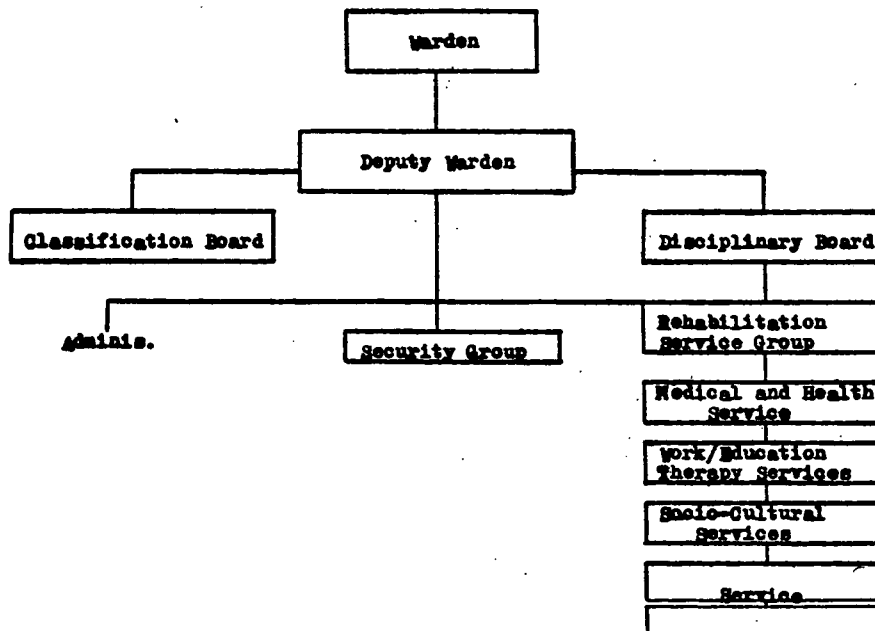 Warden
Deputy Warden
Classification Board
Disciplinary Board
Adminis.
Security Group
Rehabilitation
Service Group
Medical and Health
Service
Work/Education
Therapy Services
Socio-Cultural
Services
Service